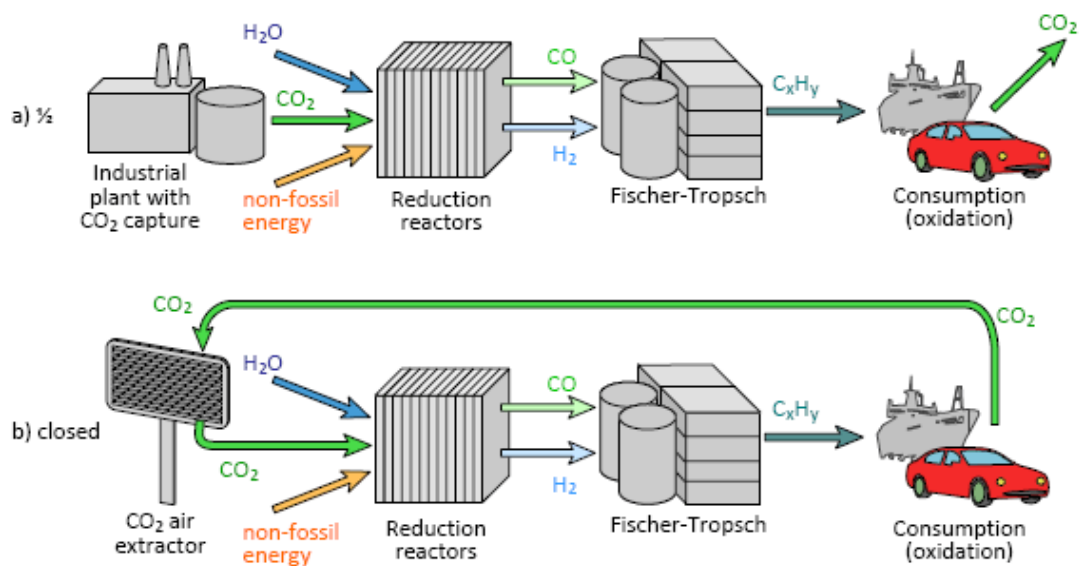 a) ½
H₂O
CO₂
non-fossil
energy
Industrial
plant with
CO₂ capture
Reduction
reactors
CO
H₂
Fischer-Tropsch
CₓHᵧ
Consumption
(oxidation)
CO₂
b) closed
CO₂
CO₂
H₂O
CO₂
non-fossil
energy
CO₂ air
extractor
Reduction
reactors
CO
H₂
Fischer-Tropsch
CₓHᵧ
Consumption
(oxidation)